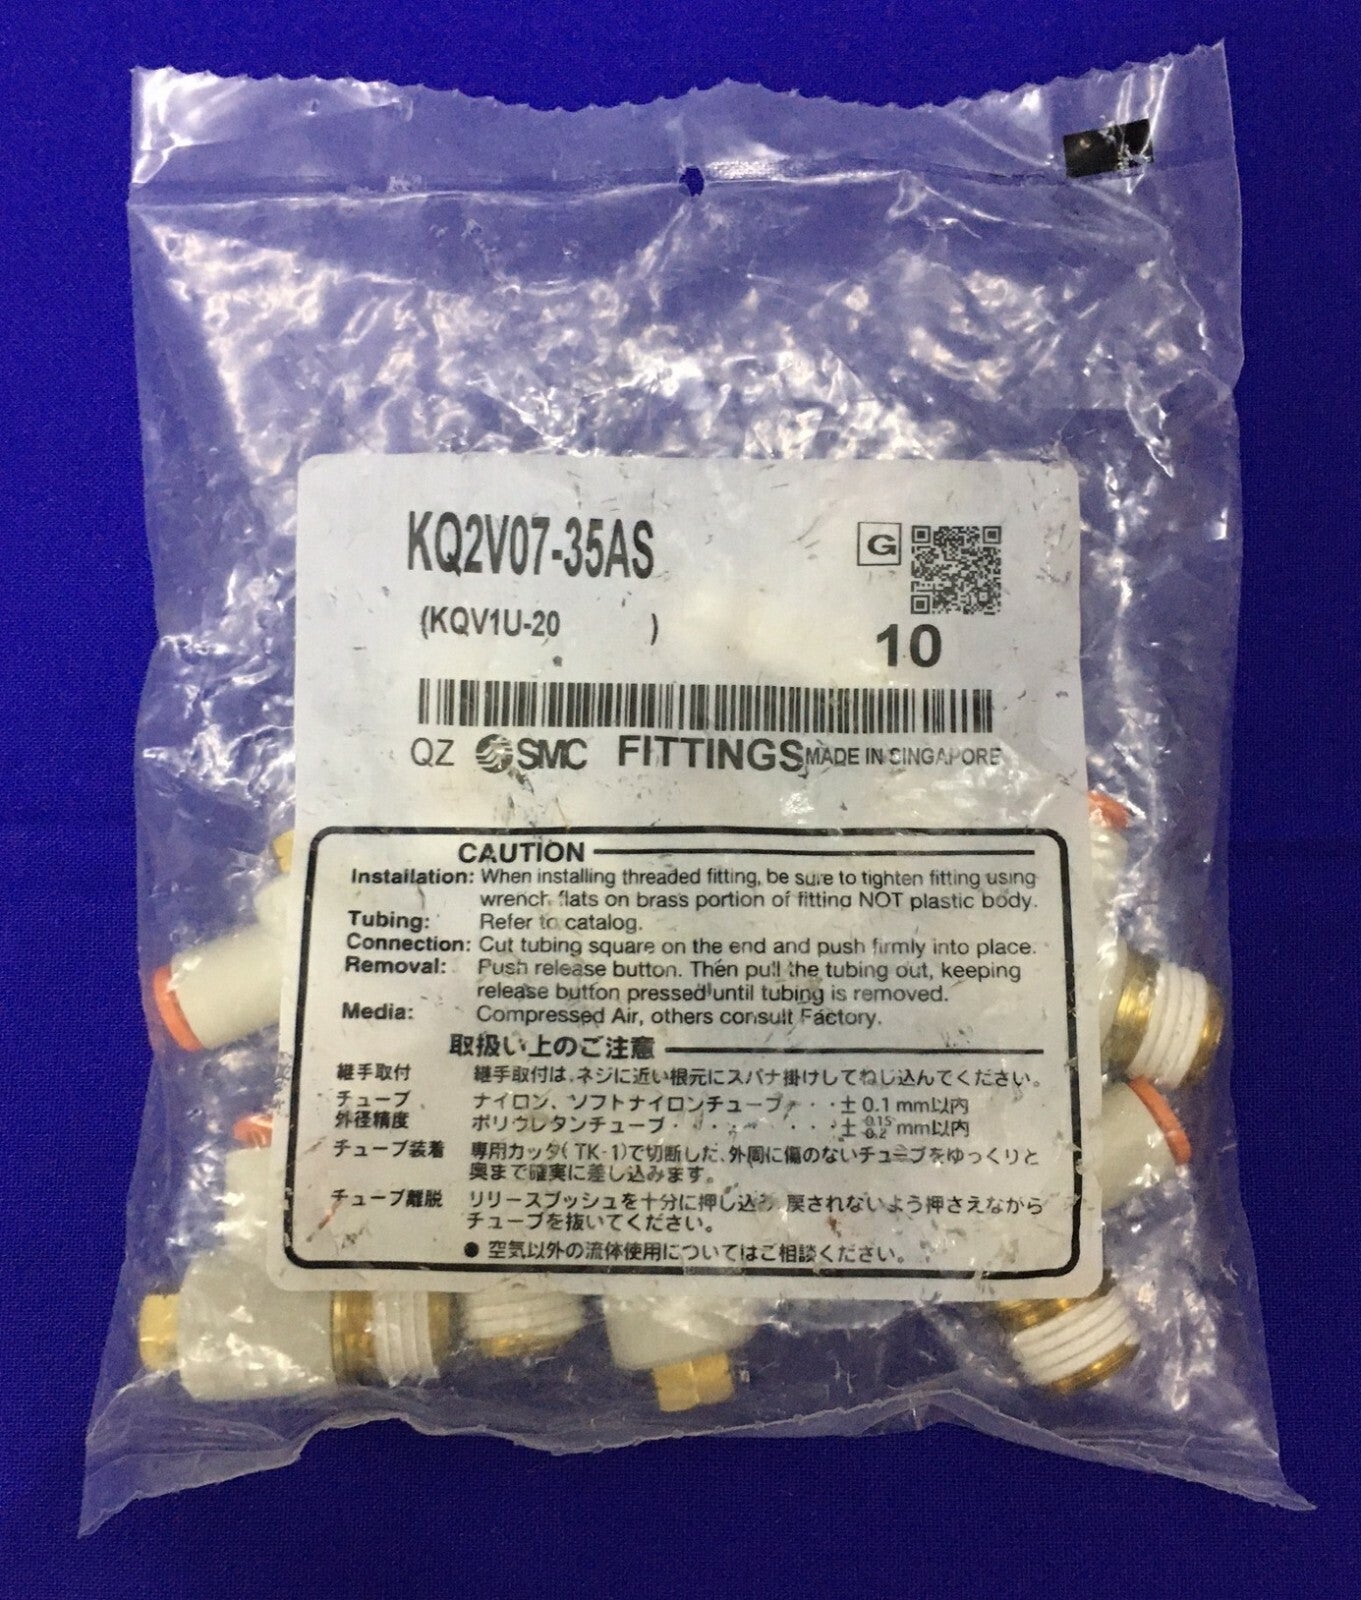 KQ2V07-35AS
G
(KQV1U-20 )
10
QZ SMC FITTINGS MADE IN SINGAPORE
CAUTION
Installation: When installing threaded fitting, be sure to tighten fitting using
wrench flats on brass portion of fitting NOT plastic body.
Tubing: Refer to catalog.
Connection: Cut tubing square on the end and push firmly into place.
Removal: Push release button. Then pull the tubing out, keeping
release button pressed until tubing is removed.
Media: Compressed Air, others consult Factory.
取扱い上のご注意
継手取付 継手取付は、ネジに近い根元にスパナ掛けしてねじ込んでください。
チューブ ナイロン、ソフトナイロンチューブ・・・± 0.1 mm以内
外径精度 ポリウレタンチューブ・・・・・・・・± 0.15 0.2 mm以内
チューブ装着 専用カッタ(TK-1)で切断した、外周に傷のないチューブをゆっくりと
奥まで確実に差し込みます。
チューブ離脱 リリースブッシュを十分に押し込み 戻されないよう押さえながら
チューブを抜いてください。
● 空気以外の流体使用についてはご相談ください。